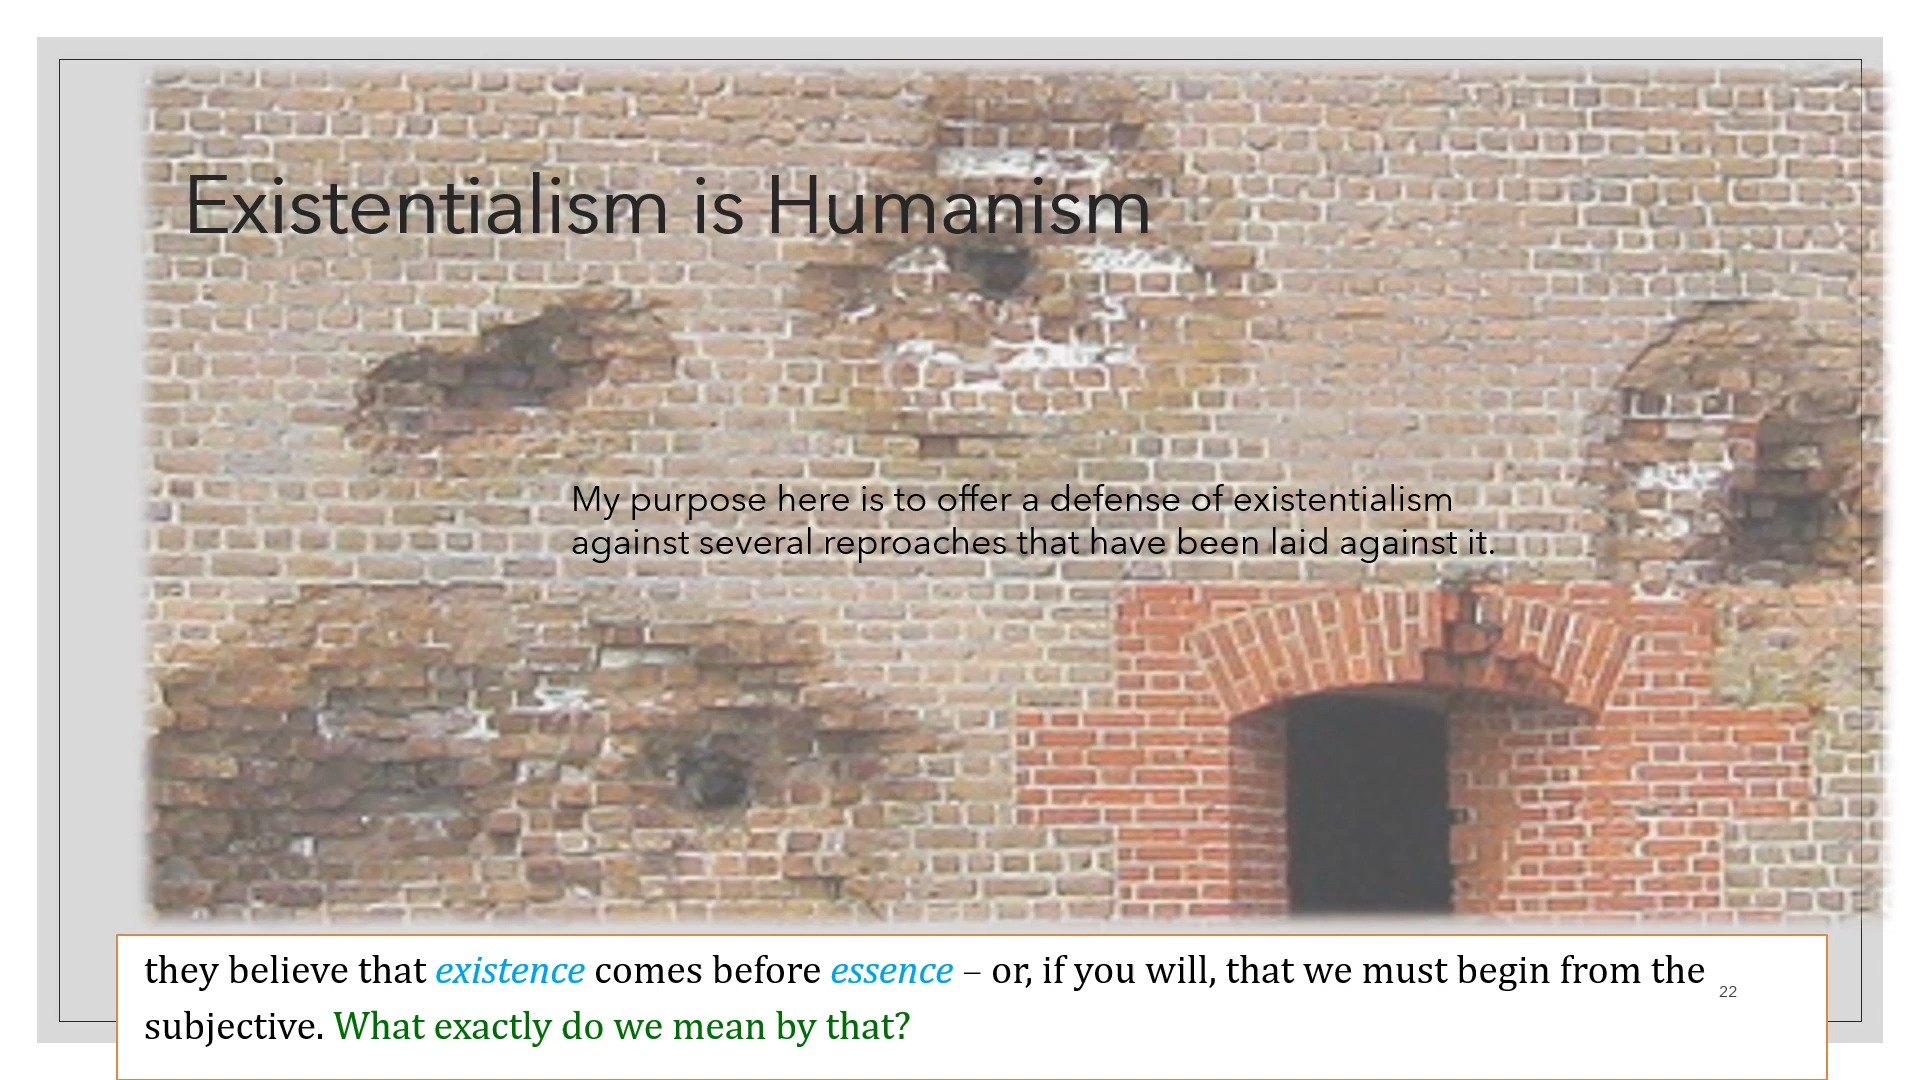 Existentialism is Humanism
My purpose here is to offer a defense of existentialism
against several reproaches that have been laid against it.
they believe that existence comes before essence – or, if you will, that we must begin from the
subjective. What exactly do we mean by that?
22